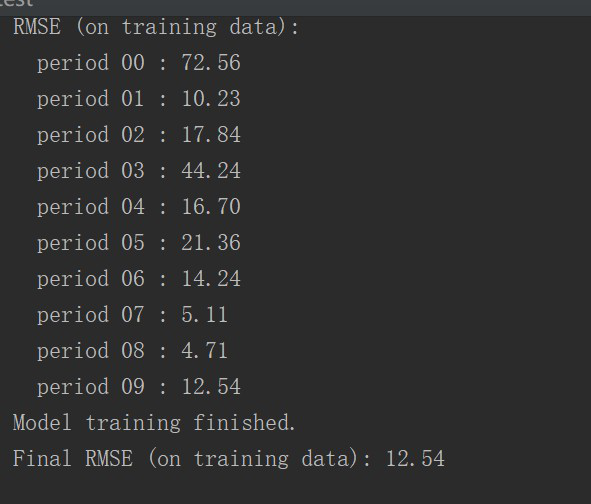 RMSE (on training data):
period 00 : 72.56
period 01 : 10.23
period 02 : 17.84
period 03 : 44.24
period 04 : 16.70
period 05 : 21.36
period 06 : 14.24
period 07 : 5.11
period 08 : 4.71
period 09 : 12.54
Model training finished.
Final RMSE (on training data): 12.54